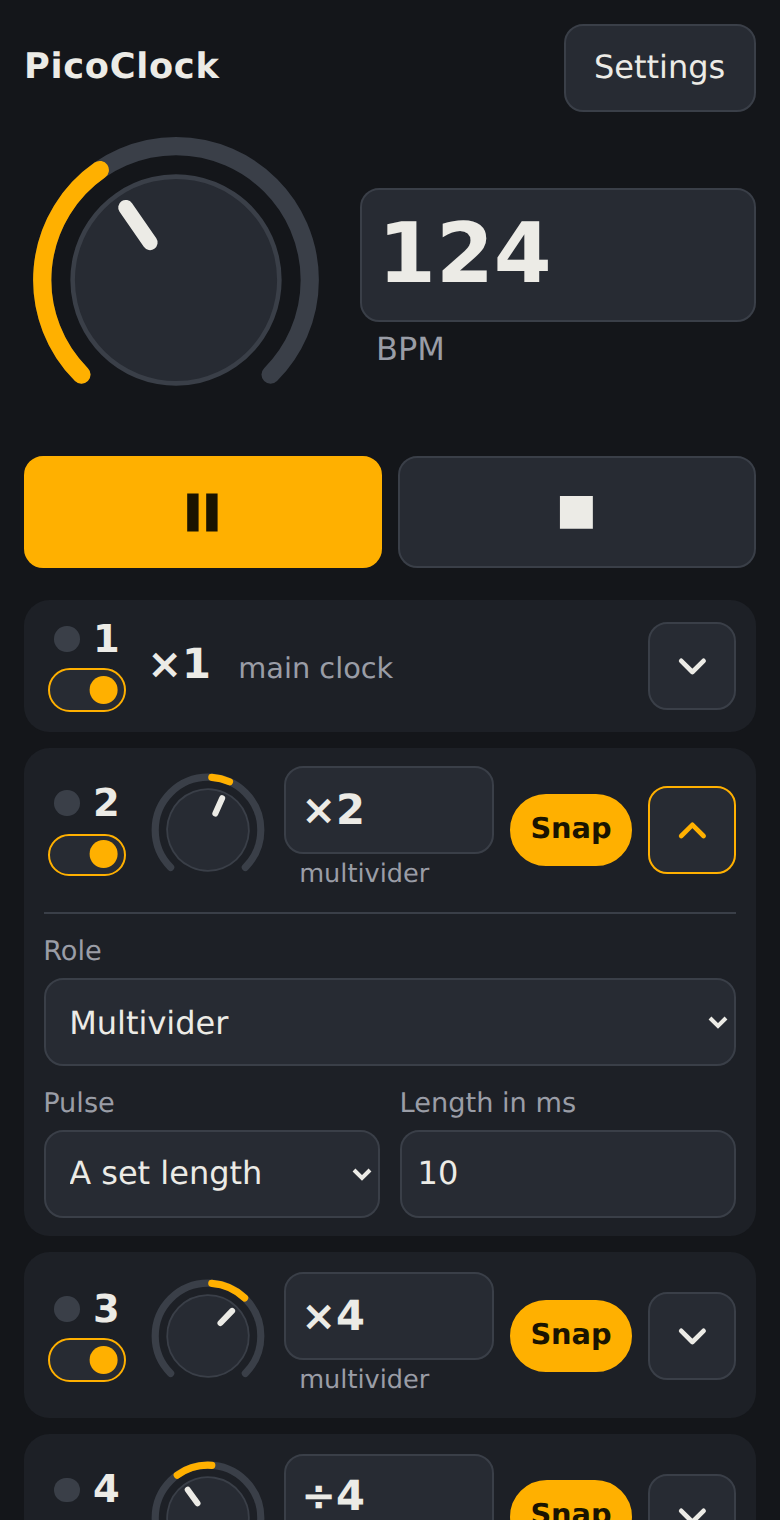 PicoClock
Settings
124
BPM
1
×1 main clock
2
×2
multivider
Snap
Role
Multivider
Pulse
Length in ms
A set length
10
3
×4
multivider
Snap
4
÷4
Snap